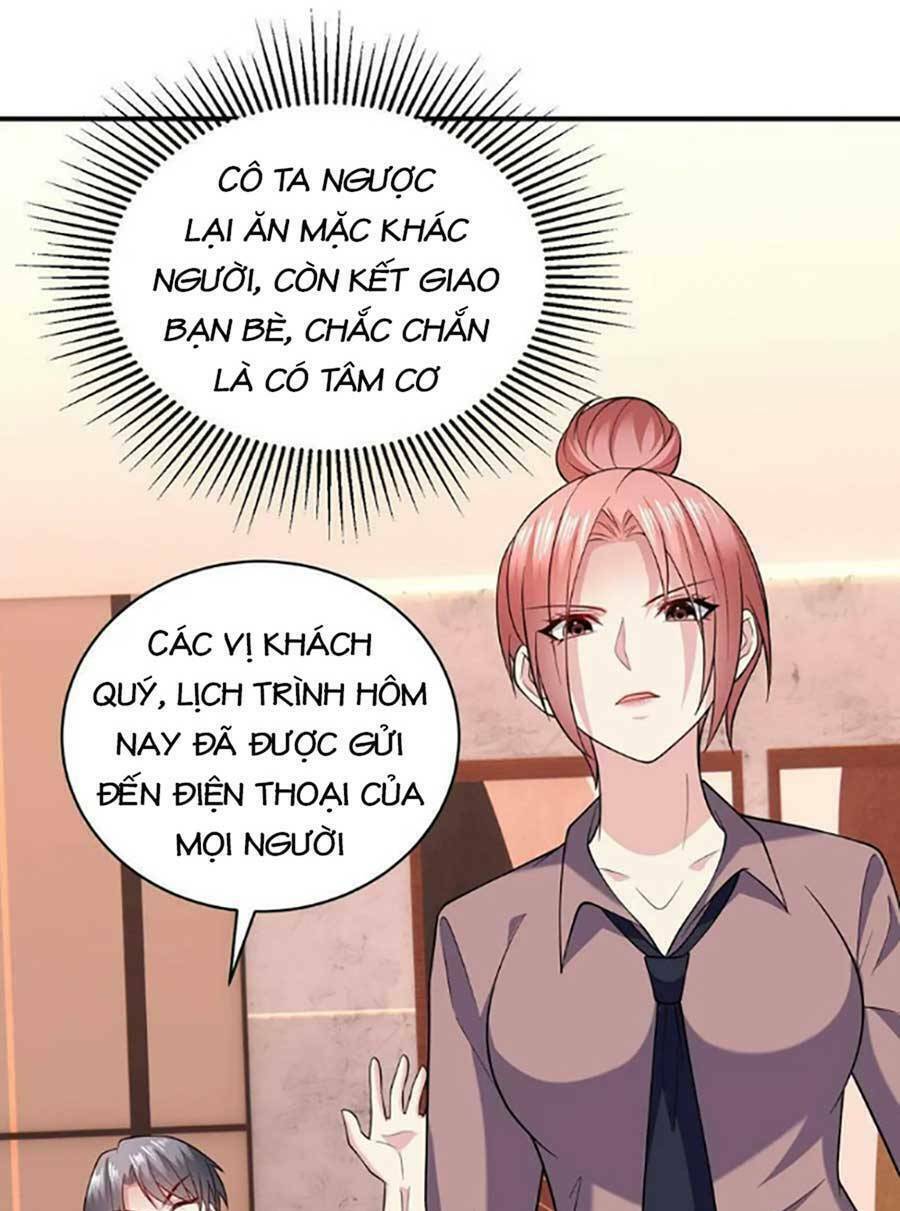 CÔ TA NGƯỢC
LẠI ĂN MẶC KHÁC
NGƯỜI, CÒN KẾT GIAO
BẠN BÈ, CHẮC CHẮN
LÀ CÓ TÂM CƠ
CÁC VỊ KHÁCH
QUÝ, LỊCH TRÌNH HÔM
NAY ĐÃ ĐƯỢC GỬI
ĐẾN ĐIỆN THOẠI CỦA
MỌI NGƯỜI